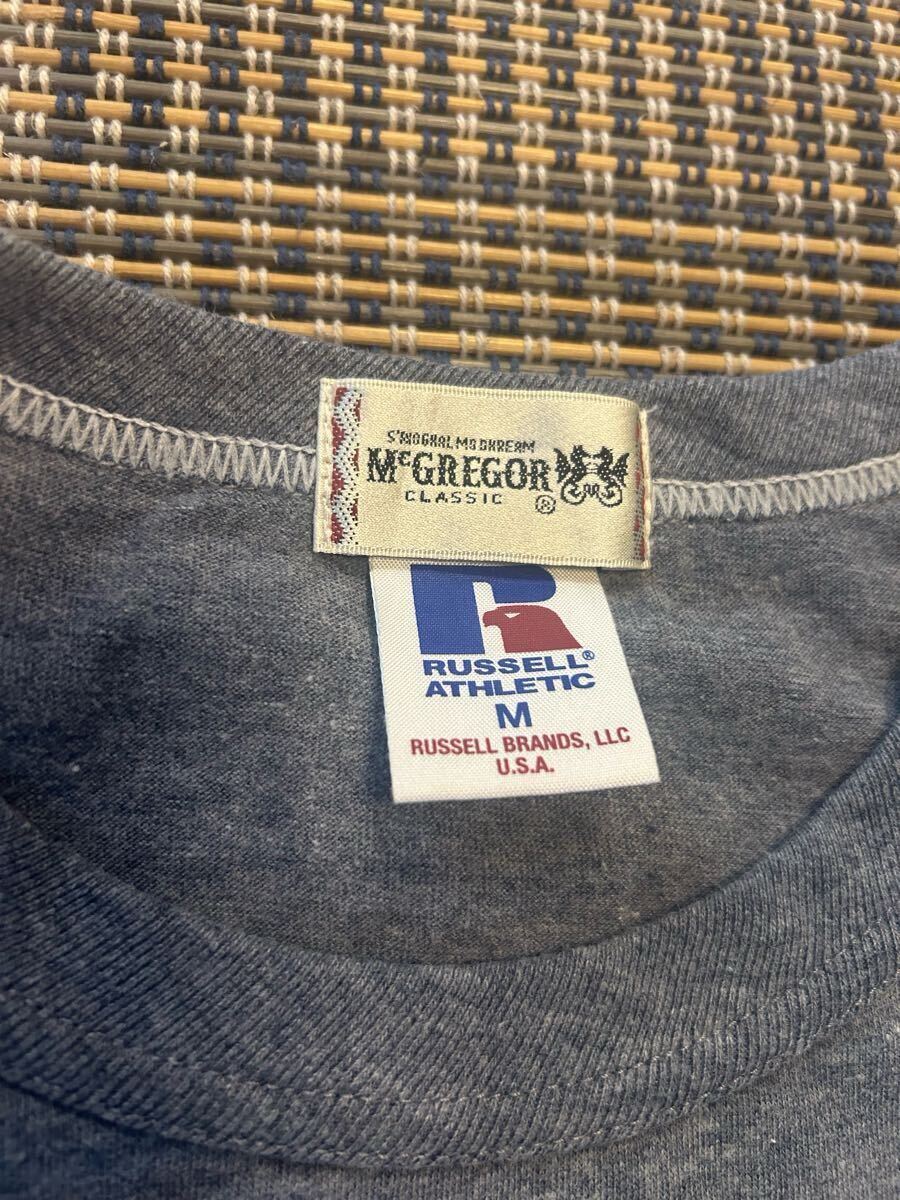 McGREGOR
CLASSIC
®
RUSSELL®
ATHLETIC
M
RUSSELL BRANDS, LLC
U.S.A.